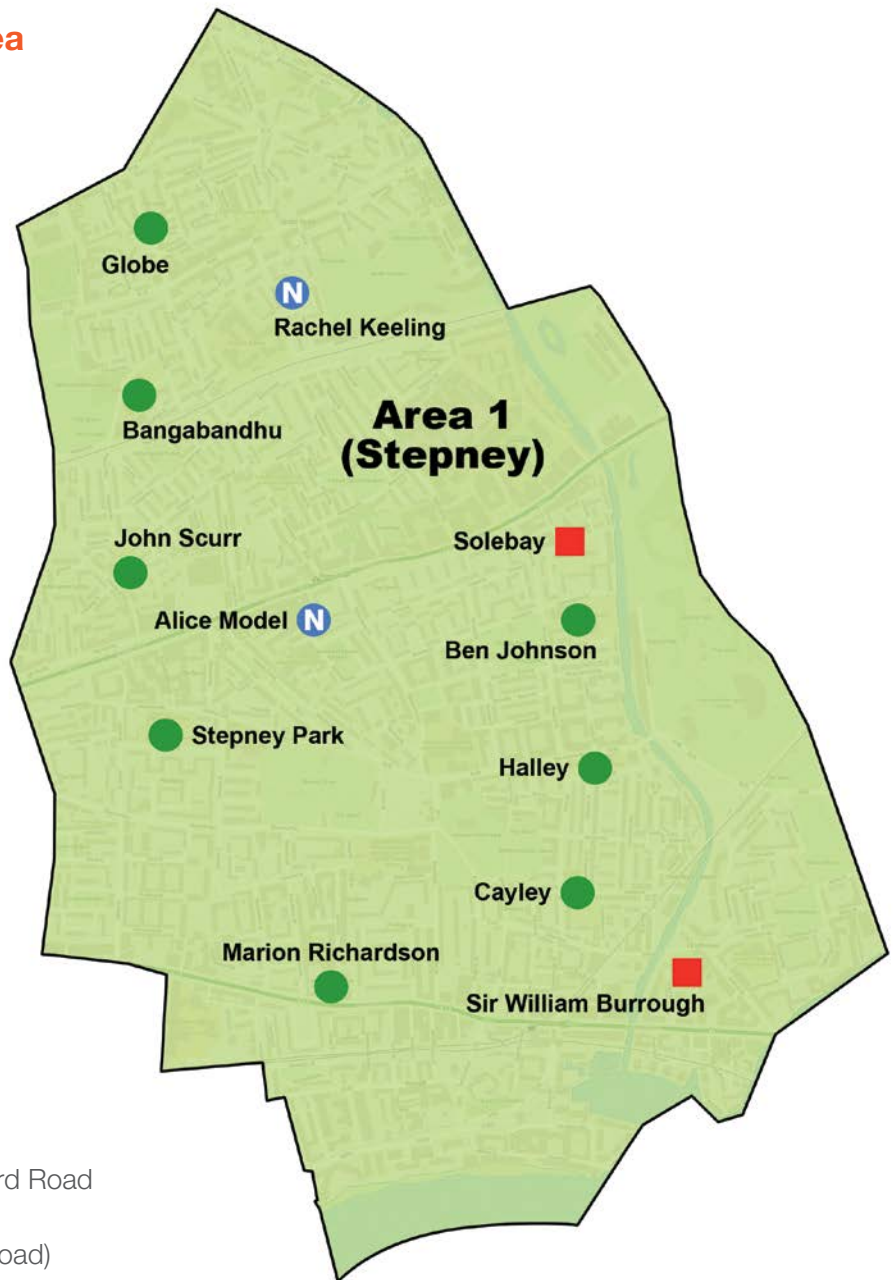 ea
Globe
N
Rachel Keeling
Bangabandhu
Area 1
(Stepney)
John Scurr
Solebay
Alice Model N
Ben Johnson
Stepney Park
Halley
Cayley
Marion Richardson
Sir William Burrough
rd Road
oad)